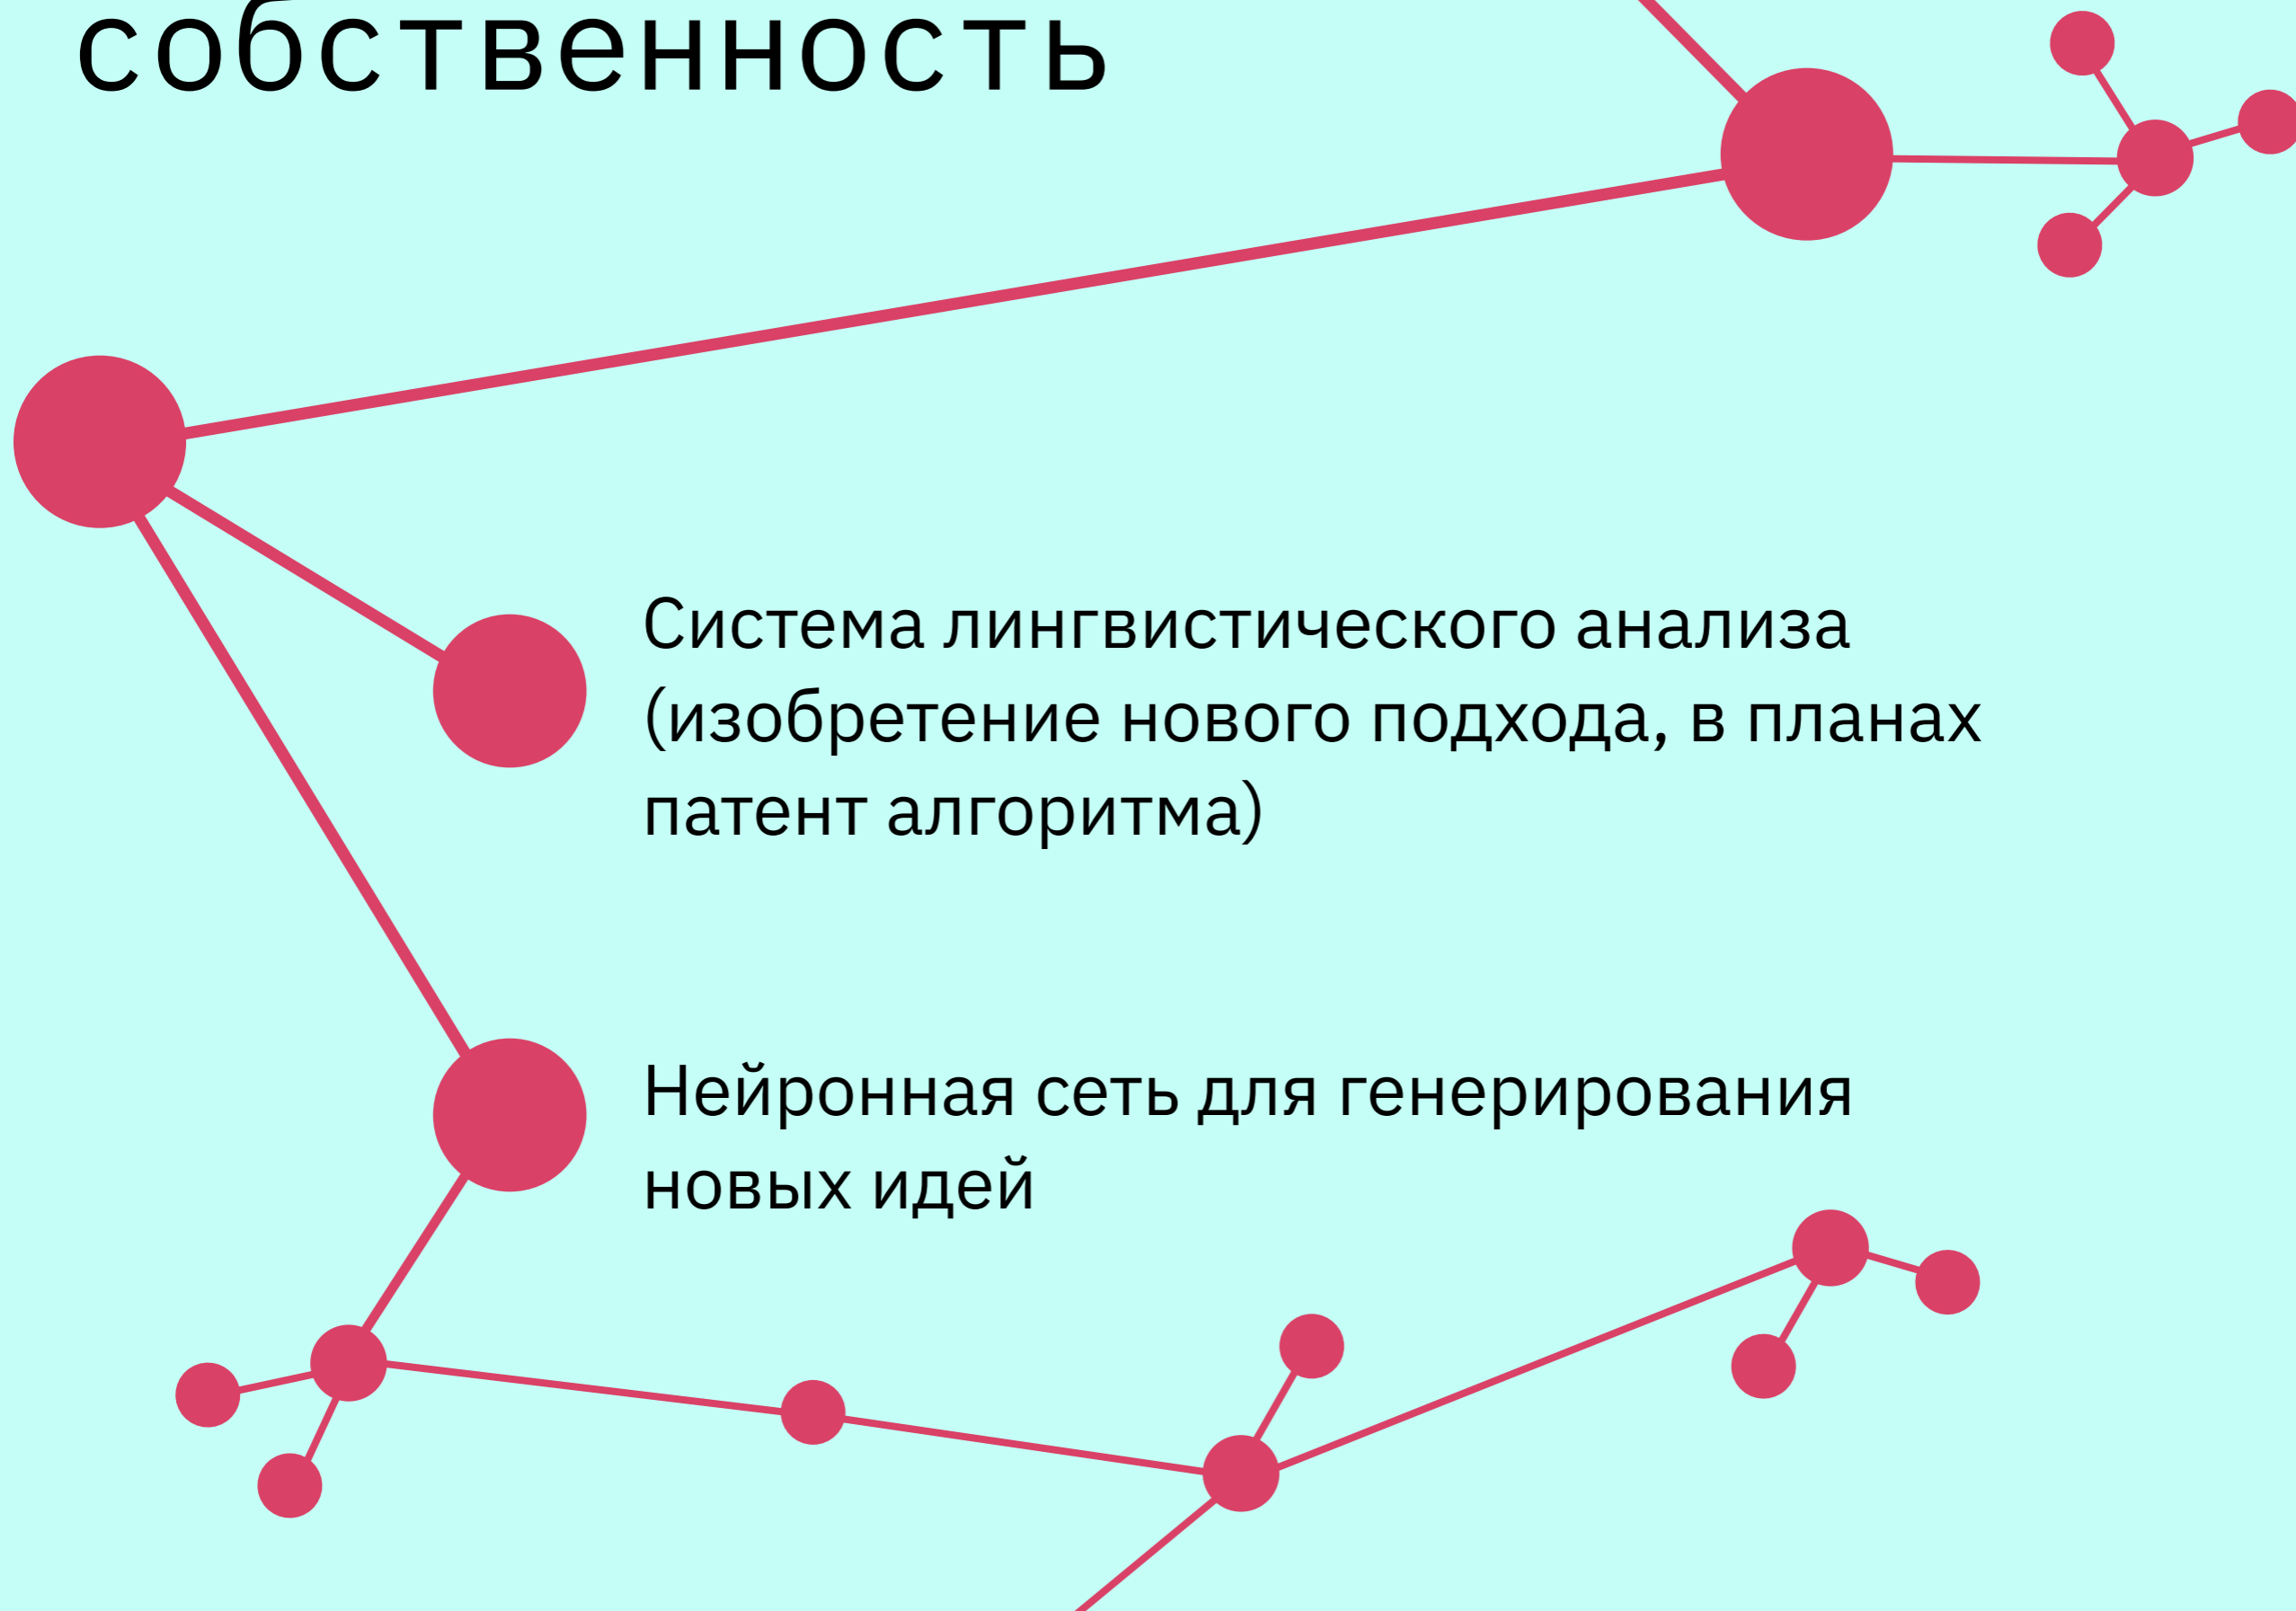 собственность
Система лингвистического анализа
(изобретение нового подхода, в планах
патент алгоритма)
Нейронная сеть для генерирования
новых идей